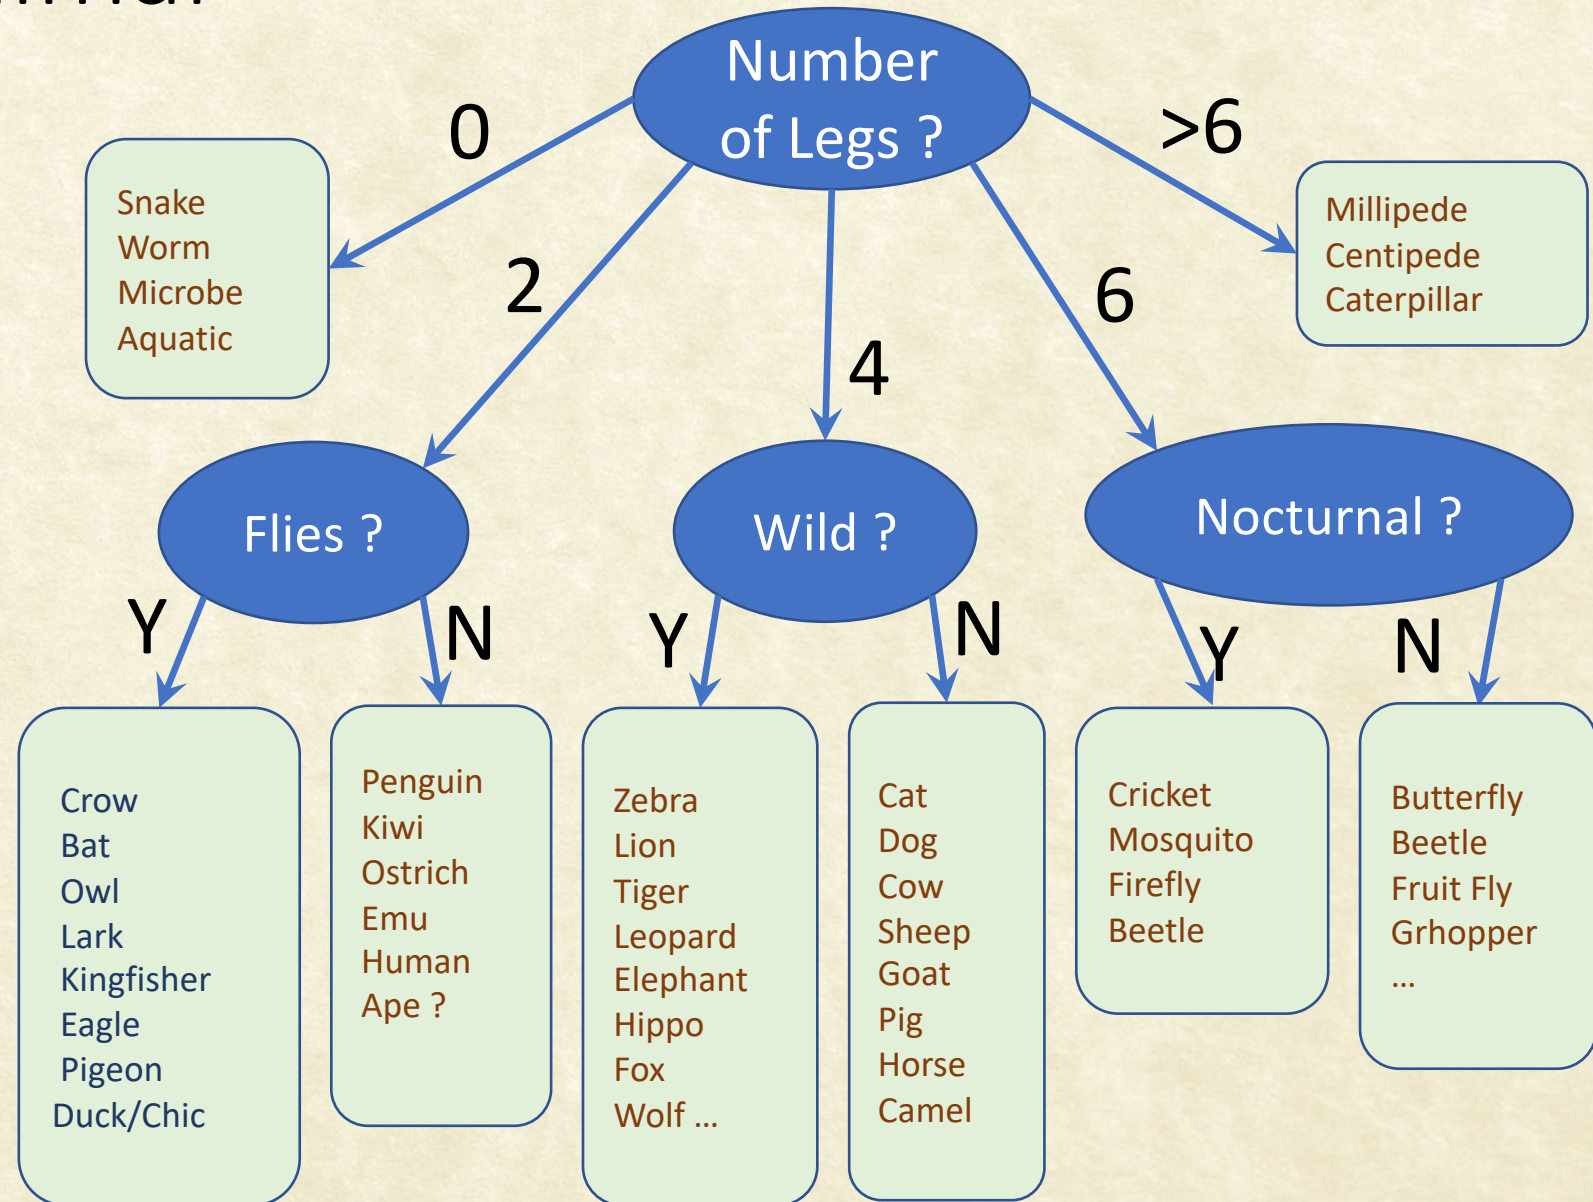 Number
of Legs ?
0
2
4
6
>6
Snake
Worm
Microbe
Aquatic
Millipede
Centipede
Caterpillar
Flies ?
Wild ?
Nocturnal ?
Y
N
Y
N
Y
N
Crow
Bat
Owl
Lark
Kingfisher
Eagle
Pigeon
Duck/Chic
Penguin
Kiwi
Ostrich
Emu
Human
Ape ?
Zebra
Lion
Tiger
Leopard
Elephant
Hippo
Fox
Wolf ...
Cat
Dog
Cow
Sheep
Goat
Pig
Horse
Camel
Cricket
Mosquito
Firefly
Beetle
Butterfly
Beetle
Fruit Fly
Grhopper
...